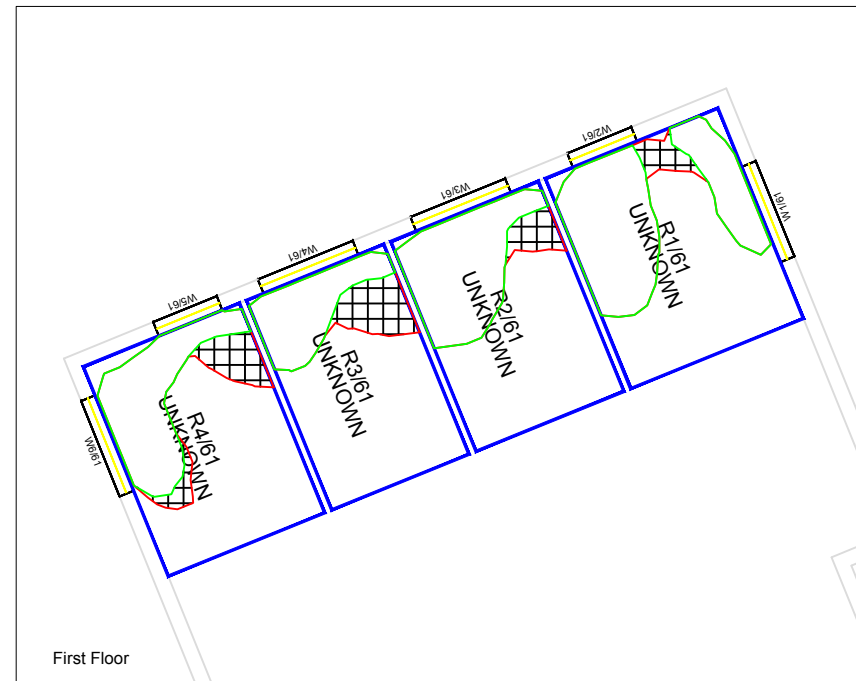 W2/61
W1/61
W3/61
R1/61
UNKNOWN
W4/61
R2/61
UNKNOWN
W5/61
R3/61
UNKNOWN
W6/61
R4/61
UNKNOWN
First Floor